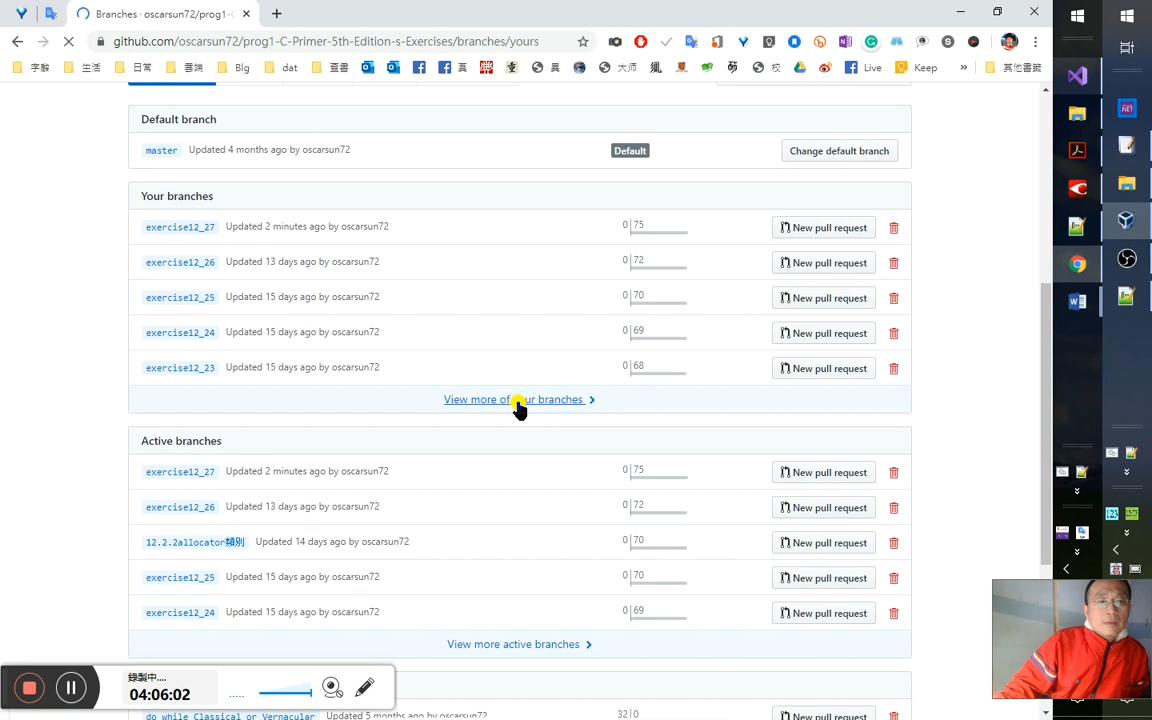 Branches · oscarsun72/prog1-C
github.com/oscarsun72/prog1-C-Primer-5th-Edition-s-Exercises/branches/yours
字辭 生活 日常 雲端 Blg dat 查書 真 異 大师 校 Live Keep » 其他書籤
Default branch
master Updated 4 months ago by oscarsun72 Default Change default branch
Your branches
exercise12_27 Updated 2 minutes ago by oscarsun72 0 75 New pull request
exercise12_26 Updated 13 days ago by oscarsun72 0 72 New pull request
exercise12_25 Updated 15 days ago by oscarsun72 0 70 New pull request
exercise12_24 Updated 15 days ago by oscarsun72 0 69 New pull request
exercise12_23 Updated 15 days ago by oscarsun72 0 68 New pull request
View more of your branches
Active branches
exercise12_27 Updated 2 minutes ago by oscarsun72 0 75 New pull request
exercise12_26 Updated 13 days ago by oscarsun72 0 72 New pull request
12.2.2allocator類別 Updated 14 days ago by oscarsun72 0 70 New pull request
exercise12_25 Updated 15 days ago by oscarsun72 0 70 New pull request
exercise12_24 Updated 15 days ago by oscarsun72 0 69 New pull request
View more active branches
錄製中....
04:06:02
do while Classical or Vernacular Updated 5 months ago by oscarsun72 32 0 New pull request